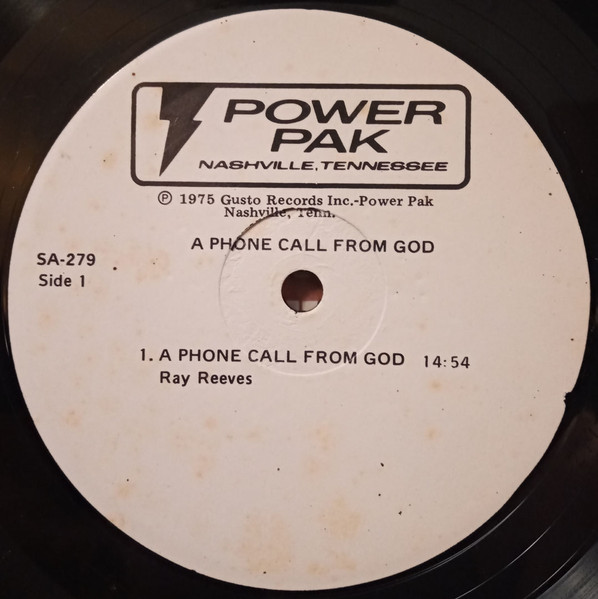 POWER
PAK
NASHVILLE, TENNESSEE
℗ 1975 Gusto Records Inc.-Power Pak
Nashville, Tenn.
A PHONE CALL FROM GOD
SA-279
Side 1
1. A PHONE CALL FROM GOD 14:54
Ray Reeves